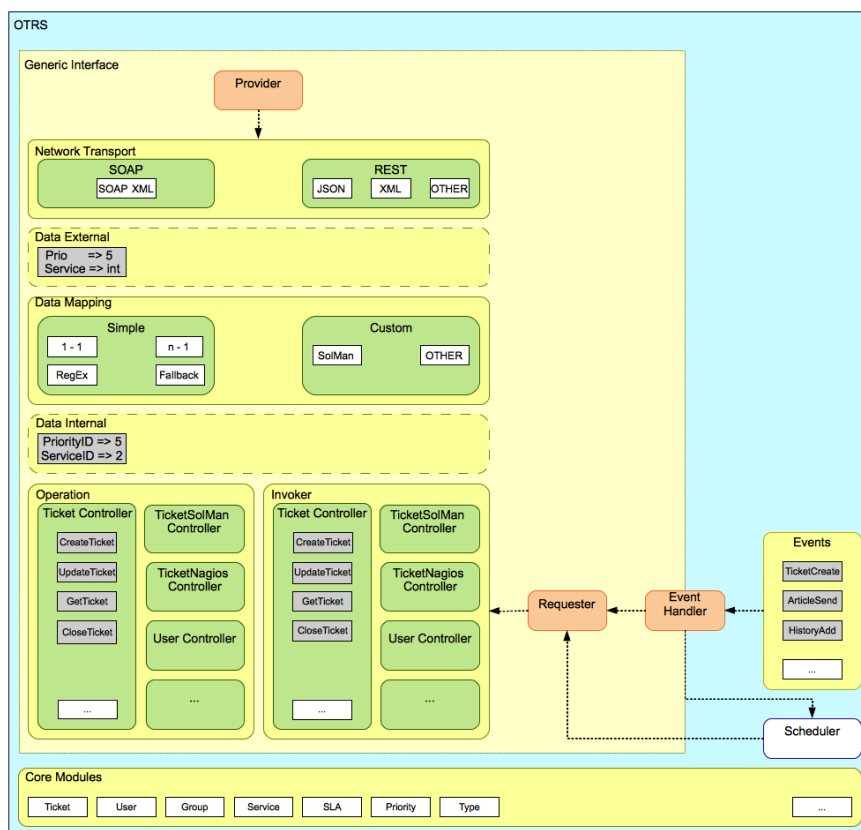 OTRS
Generic Interface
Provider
Network Transport
SOAP
SOAP XML
REST
JSON
XML
OTHER
Data External
Prio => 5
Service => int
Data Mapping
Simple
1 - 1
n - 1
RegEx
Fallback
Custom
SolMan
OTHER
Data Internal
PriorityID => 5
ServiceID => 2
Operation
Ticket Controller
CreateTicket
UpdateTicket
GetTicket
CloseTicket
...
TicketSolMan
Controller
TicketNagios
Controller
User Controller
...
Invoker
Ticket Controller
CreateTicket
UpdateTicket
GetTicket
CloseTicket
...
TicketSolMan
Controller
TicketNagios
Controller
User Controller
...
Requester
Event
Handler
Events
TicketCreate
ArticleSend
HistoryAdd
...
Scheduler
Core Modules
Ticket
User
Group
Service
SLA
Priority
Type
...